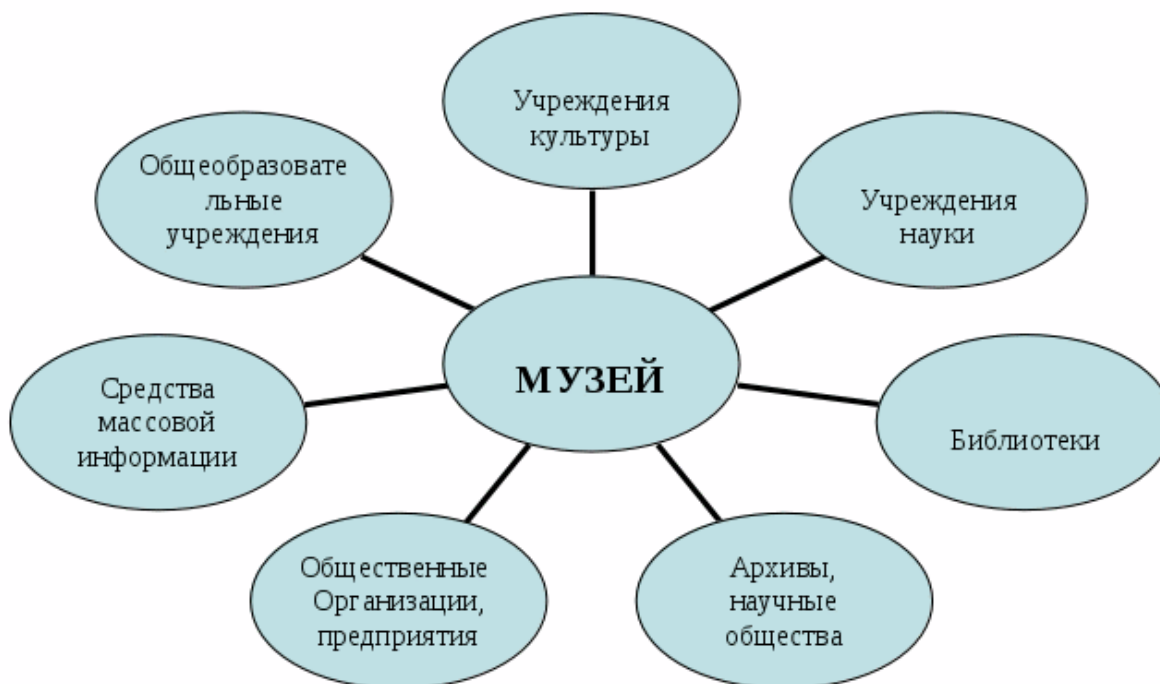 Учреждения
культуры
Общеобразовате
льные
учреждения
Учреждения
науки
МУЗЕЙ
Средства
массовой
информации
Библиотеки
Общественные
Организации,
предприятия
Архивы,
научные
общества